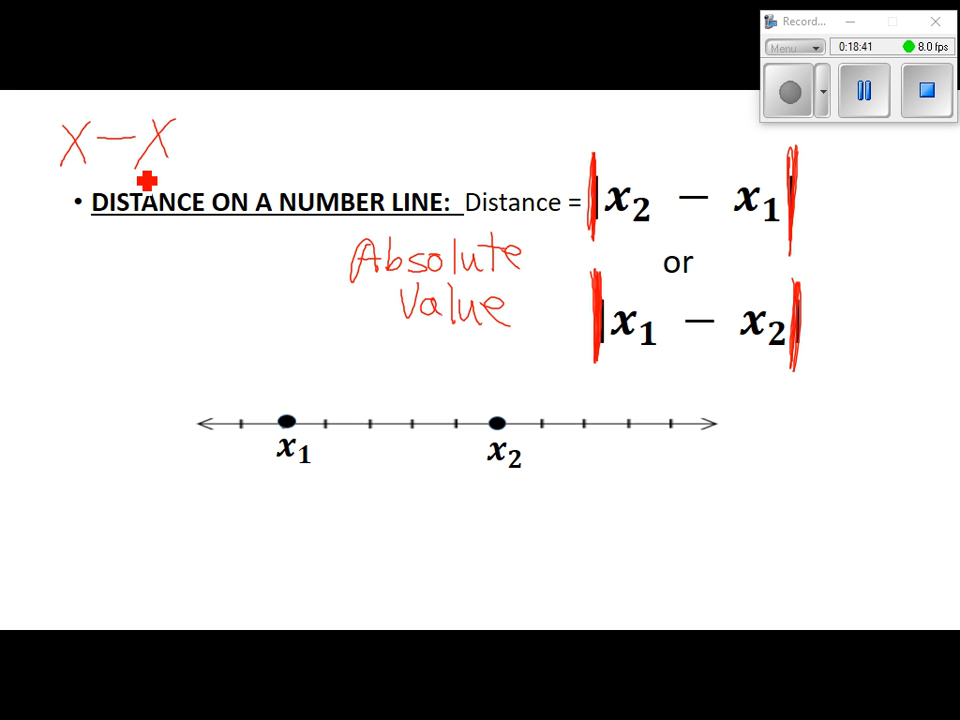 Record...
Menu 0:18:41 8.0 fps
X — X
• DISTANCE ON A NUMBER LINE: Distance = |x₂ − x₁|
Absolute
Value
or
|x₁ − x₂|
x₁ x₂